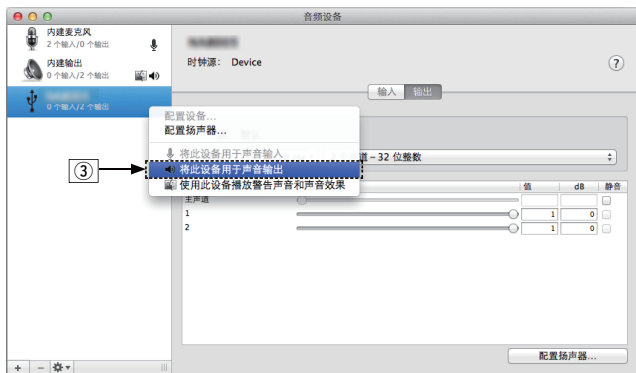 音频设备
内建麦克风
2 个输入/0 个输出
内建输出
0 个输入/2 个输出
0 个输入/2 个输出
时钟源： Device
?
输入 输出
配置设备...
配置扬声器...
将此设备用于声音输入
将此设备用于声音输出
使用此设备播放警告声音和声音效果
③
道 – 32 位整数
值 dB 静音
主声道
1 1 0
2 1 0
配置扬声器...